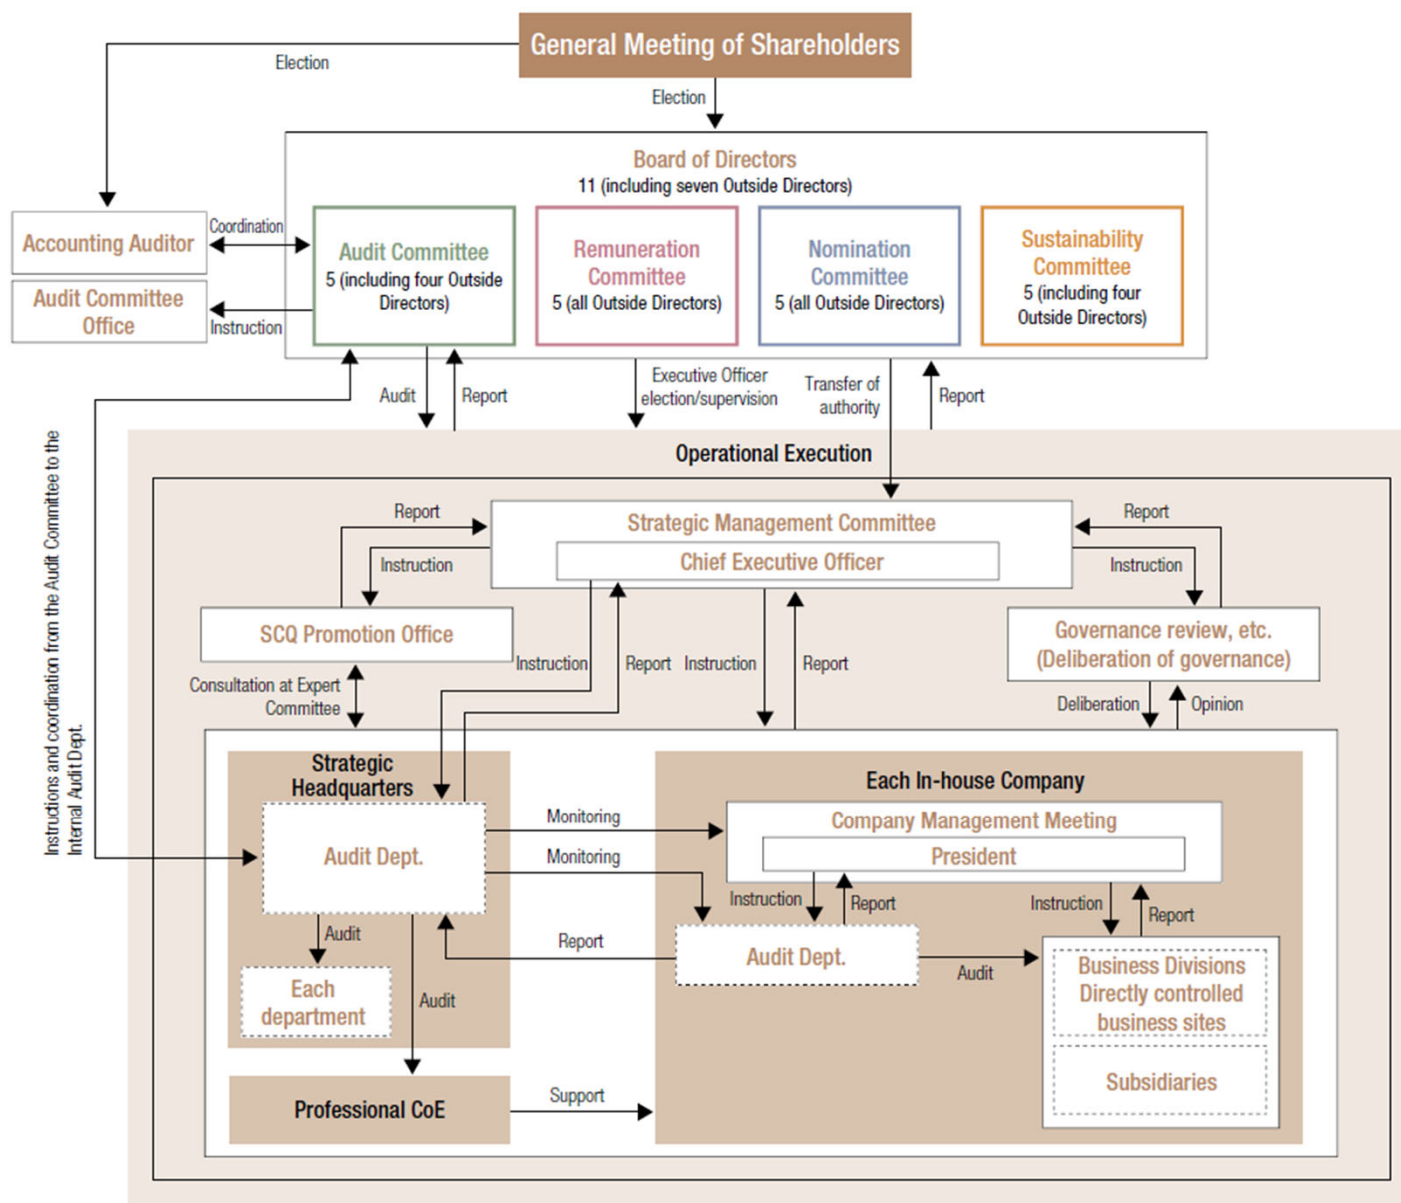 General Meeting of Shareholders
Election
Election
Board of Directors
11 (including seven Outside Directors)
Accounting Auditor
Coordination
Audit Committee
Office
Instruction
Audit Committee
5 (including four Outside
Directors)
Remuneration
Committee
5 (all Outside Directors)
Nomination
Committee
5 (all Outside Directors)
Sustainability
Committee
5 (including four
Outside Directors)
Audit
Report
Executive Officer
election/supervision
Transfer of
authority
Report
Instructions and coordination from the Audit Committee to the
Internal Audit Dept.
Operational Execution
Report
Strategic Management Committee
Chief Executive Officer
Report
Instruction
Instruction
SCQ Promotion Office
Governance review, etc.
(Deliberation of governance)
Instruction
Report
Instruction
Report
Consultation at Expert
Committee
Deliberation
Opinion
Strategic
Headquarters
Audit Dept.
Audit
Each
department
Audit
Monitoring
Monitoring
Report
Each In-house Company
Company Management Meeting
President
Instruction
Report
Instruction
Report
Audit Dept.
Audit
Business Divisions
Directly controlled
business sites
Subsidiaries
Professional CoE
Support